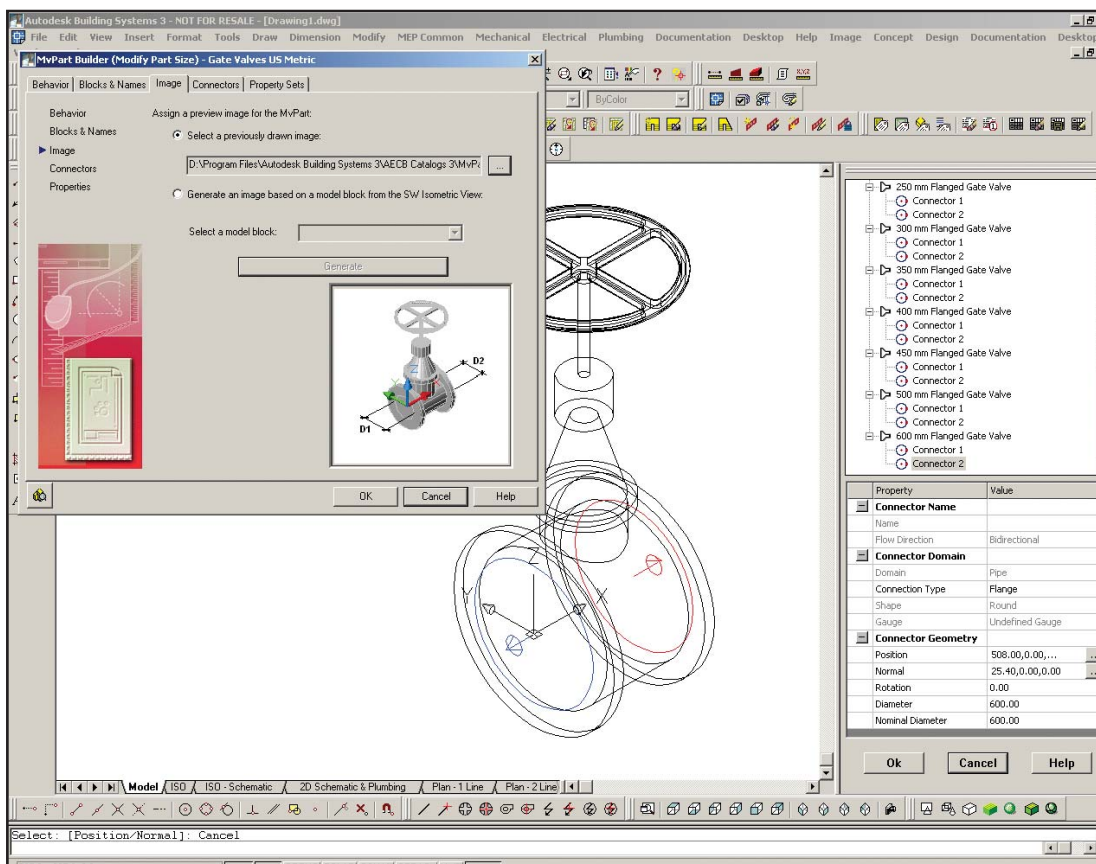 Autodesk Building Systems 3 - NOT FOR RESALE - [Drawing1.dwg]
File Edit View Insert Format Tools Draw Dimension Modify MEP Common Mechanical Electrical Plumbing Documentation Desktop Help Image Concept Design Documentation Desktop
MvPart Builder (Modify Part Size) - Gate Valves US Metric
Behavior Blocks & Names Image Connectors Property Sets
ByColor
Behavior
Blocks & Names
Image
Connectors
Properties
Assign a preview image for the MvPart:
Select a previously drawn image:
D:\Program Files\Autodesk Building Systems 3\AECB Catalogs 3\MvPa
...
Generate an image based on a model block from the SW Isometric View:
Select a model block:
Generate
D2
D1
Z
OK Cancel Help
Z
Y
X
250 mm Flanged Gate Valve
Connector 1
Connector 2
300 mm Flanged Gate Valve
Connector 1
Connector 2
350 mm Flanged Gate Valve
Connector 1
Connector 2
400 mm Flanged Gate Valve
Connector 1
Connector 2
450 mm Flanged Gate Valve
Connector 1
Connector 2
500 mm Flanged Gate Valve
Connector 1
Connector 2
600 mm Flanged Gate Valve
Connector 1
Connector 2
Property Value
Connector Name
Name
Flow Direction Bidirectional
Connector Domain
Domain Pipe
Connection Type Flange
Shape Round
Gauge Undefined Gauge
Connector Geometry
Position 508.00,0.00,... ...
Normal 25.40,0.00,0.00 ...
Rotation 0.00
Diameter 600.00
Nominal Diameter 600.00
Ok Cancel Help
Model ISO ISO - Schematic 2D Schematic & Plumbing Plan - 1 Line Plan - 2 Line
Select: [Position/Normal]: Cancel